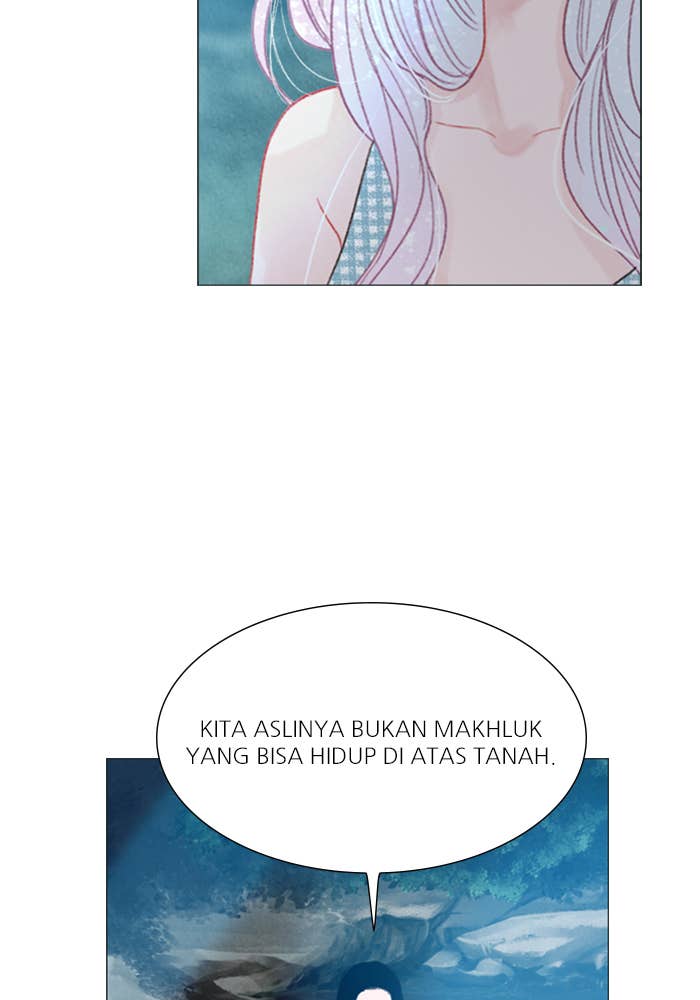 KITA ASLINYA BUKAN MAKHLUK
YANG BISA HIDUP DI ATAS TANAH.